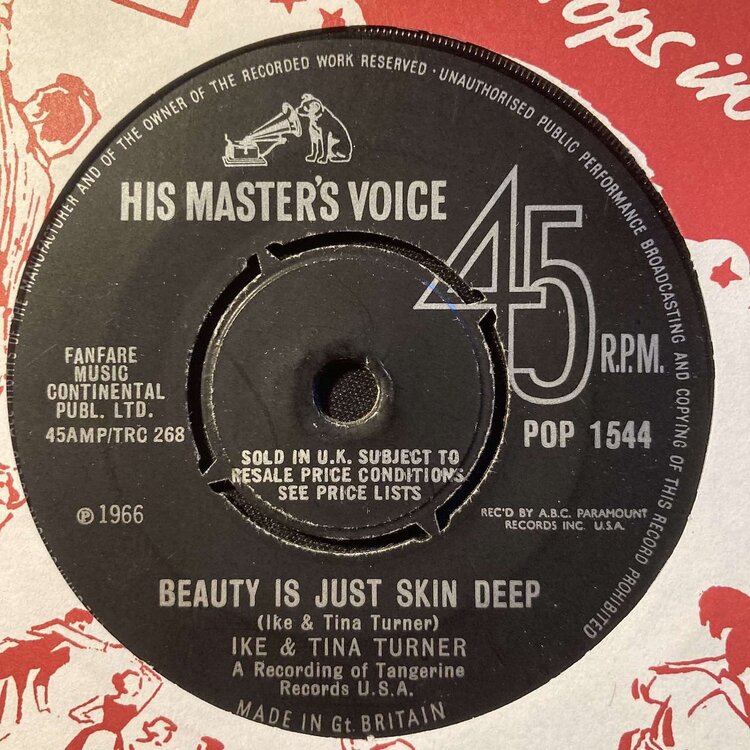 ops in
MANUFACTURER AND OF THE OWNER OF THE RECORDED WORK RESERVED · UNAUTHORISED PUBLIC PERFORMANCE BROADCASTING AND COPYING OF THIS RECORD PROHIBITED
HIS MASTER'S VOICE
45
R.P.M.
FANFARE
MUSIC
CONTINENTAL
PUBL. LTD.
45AMP/TRC 268
POP 1544
SOLD IN U.K. SUBJECT TO
RESALE PRICE CONDITIONS
SEE PRICE LISTS
℗ 1966
REC'D BY A.B.C. PARAMOUNT
RECORDS INC. U.S.A.
BEAUTY IS JUST SKIN DEEP
(Ike & Tina Turner)
IKE & TINA TURNER
A Recording of Tangerine
Records U.S.A.
MADE IN Gt. BRITAIN